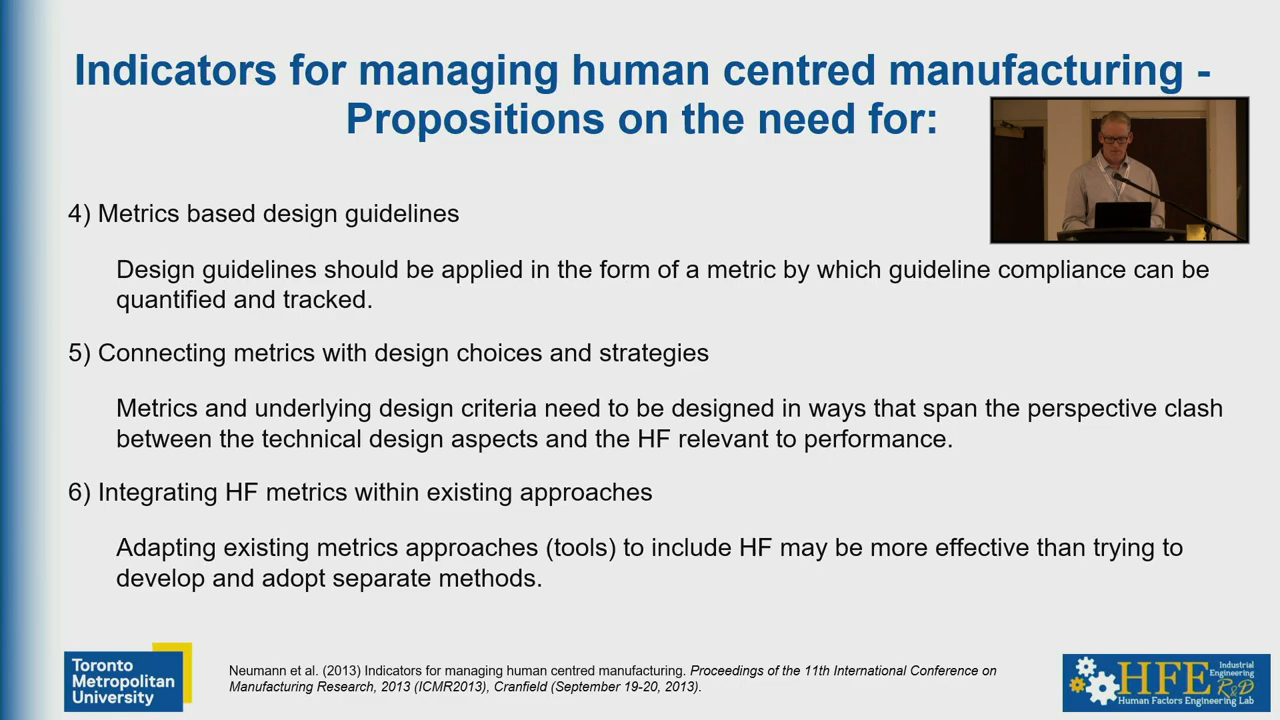 Indicators for managing human centred manufacturing -
Propositions on the need for:
4) Metrics based design guidelines
Design guidelines should be applied in the form of a metric by which guideline compliance can be
quantified and tracked.
5) Connecting metrics with design choices and strategies
Metrics and underlying design criteria need to be designed in ways that span the perspective clash
between the technical design aspects and the HF relevant to performance.
6) Integrating HF metrics within existing approaches
Adapting existing metrics approaches (tools) to include HF may be more effective than trying to
develop and adopt separate methods.
Toronto
Metropolitan
University
Neumann et al. (2013) Indicators for managing human centred manufacturing. Proceedings of the 11th International Conference on
Manufacturing Research, 2013 (ICMR2013), Cranfield (September 19-20, 2013).
HFE
Industrial
Engineering
R&D
Human Factors Engineering Lab